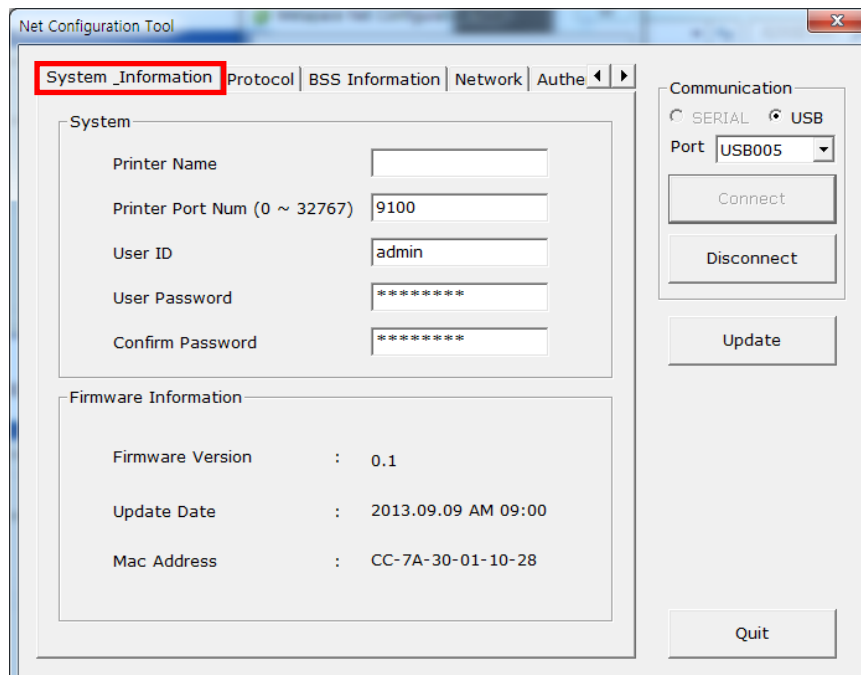 Net Configuration Tool
System _Information Protocol BSS Information Network Authe
System
Printer Name
Printer Port Num (0 ~ 32767) 9100
User ID admin
User Password ********
Confirm Password ********
Firmware Information
Firmware Version : 0.1
Update Date : 2013.09.09 AM 09:00
Mac Address : CC-7A-30-01-10-28
Communication
SERIAL USB
Port USB005
Connect
Disconnect
Update
Quit